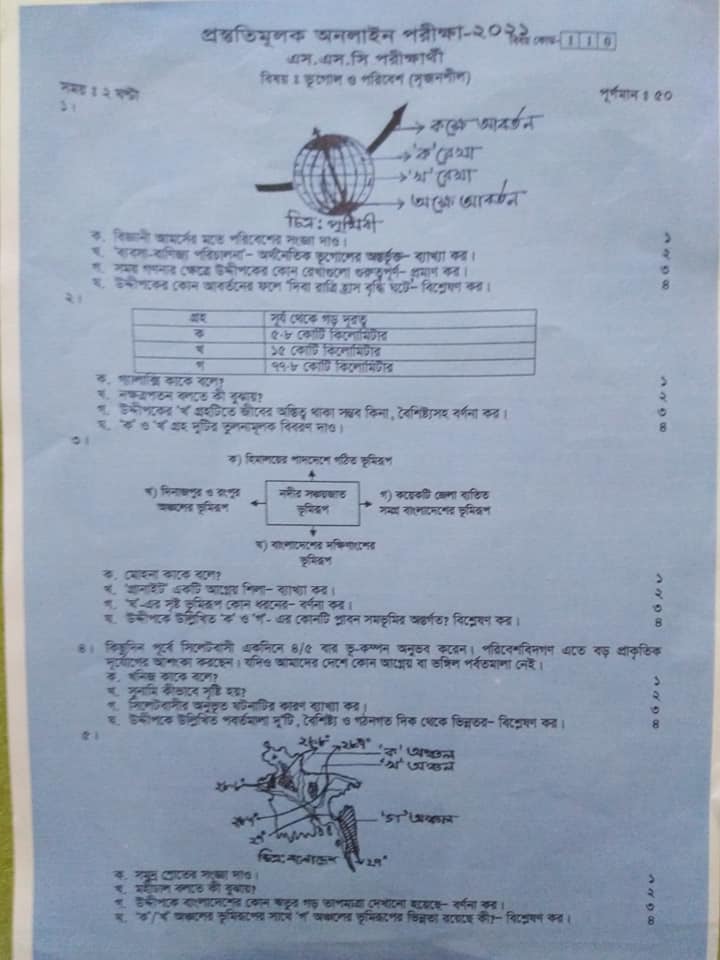 প্রস্তুতিমূলক অনলাইন পরীক্ষা-২০২১
বিষয় কোড- 1 1 0
এস.এস.সি পরীক্ষার্থী
বিষয় ঃ ভূগোল ও পরিবেশ (সৃজনশীল)
সময় ঃ ২ ঘন্টা
পূর্ণমান ঃ ৫০
১।
কক্ষে আবর্তন
'ক' রেখা
'খ' রেখা
অক্ষে আবর্তন
চিত্র: পৃথিবী
ক. বিজ্ঞানী আমর্সের মতে পরিবেশের সংজ্ঞা দাও। ১
খ. 'ব্যবসা-বাণিজ্য পরিচালনা'- অর্থনৈতিক ভূগোলের অন্তর্ভুক্ত- ব্যাখ্যা কর। ২
গ. সময় গণনার ক্ষেত্রে উদ্দীপকের কোন রেখাগুলো গুরুত্বপূর্ণ- প্রমাণ কর। ৩
ঘ. উদ্দীপকের কোন আবর্তনের ফলে দিবা রাত্রি হ্রাস বৃদ্ধি ঘটে- বিশ্লেষণ কর। ৪
২।
গ্রহ সূর্য থেকে গড় দূরত্ব
ক ৫.৮ কোটি কিলোমিটার
খ ১৫ কোটি কিলোমিটার
গ ৭৭.৮ কোটি কিলোমিটার
ক. গ্যালাক্সি কাকে বলে? ১
খ. নক্ষত্রপতন বলতে কী বুঝায়? ২
গ. উদ্দীপকের 'খ' গ্রহটিতে জীবের অস্তিত্ব থাকা সম্ভব কিনা, বৈশিষ্ট্যসহ বর্ণনা কর। ৩
ঘ. 'ক' ও 'খ' গ্রহ দুটির তুলনামূলক বিবরণ দাও। ৪
৩।
ক) হিমালয়ের পাদদেশে গঠিত ভূমিরূপ
খ) দিনাজপুর ও রংপুর
অঞ্চলের ভূমিরূপ
নদীর সঞ্চয়জাত
ভূমিরূপ
গ) কয়েকটি জেলা ব্যতিত
সমগ্র বাংলাদেশের ভূমিরূপ
ঘ) বাংলাদেশের দক্ষিণাংশের
ভূমিরূপ
ক. মোহনা কাকে বলে? ১
খ. 'গ্রানাইট' একটি আগ্নেয় শিলা- ব্যাখ্যা কর। ২
গ. 'ঘ'-এর সৃষ্ট ভূমিরূপ কোন ধরনের- বর্ণনা কর। ৩
ঘ. উদ্দীপকে উল্লিখিত 'ক' ও 'গ'- এর কোনটি প্লাবন সমভূমির অন্তর্গত? বিশ্লেষণ কর। ৪
৪। কিছুদিন পূর্বে সিলেটবাসী একদিনে ৪/৫ বার ভূ-কম্পন অনুভব করেন। পরিবেশবিদগণ এতে বড় প্রাকৃতিক
দূর্যোগের আশংকা করছেন। যদিও আমাদের দেশে কোন আগ্নেয় বা ভঙ্গিল পর্বতমালা নেই।
ক. খনিজ কাকে বলে? ১
খ. সুনামি কীভাবে সৃষ্টি হয়? ২
গ. সিলেটবাসীর অনুভূত ঘটনাটির কারণ ব্যাখ্যা কর। ৩
ঘ. উদ্দীপকে উল্লিখিত পর্বতমালা দু'টি, বৈশিষ্ট্য ও গঠনগত দিক থেকে ভিন্নতর- বিশ্লেষণ কর। ৪
৫।
'ক' অঞ্চল
'খ' অঞ্চল
'গ' অঞ্চল
২৭°
২৭°
চিত্র: বাংলাদেশ
ক. সমুদ্র স্রোতের সংজ্ঞা দাও। ১
খ. মহীঢাল বলতে কী বুঝায়? ২
গ. উদ্দীপকে বাংলাদেশের কোন ঋতুর গড় তাপমাত্রা দেখানো হয়েছে- বর্ণনা কর। ৩
ঘ. 'ক'/'খ' অঞ্চলের ভূমিরূপের সাথে 'গ' অঞ্চলের ভূমিরূপের ভিন্নতা রয়েছে কী?- বিশ্লেষণ কর। ৪